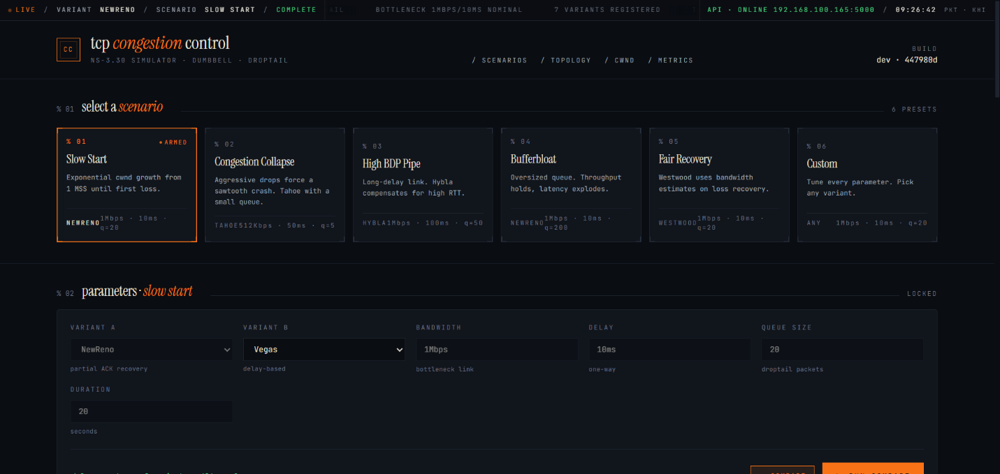 LIVE / VARIANT NEWRENO / SCENARIO SLOW START / COMPLETE
AIL BOTTLENECK 1MBPS/10MS NOMINAL 7 VARIANTS REGISTERED
API · ONLINE 192.168.100.165:5000 / 09:26:42 PKT · KHI
CC
tcp congestion control
NS-3.30 SIMULATOR · DUMBBELL · DROPTAIL
/ SCENARIOS / TOPOLOGY / CWND / METRICS
BUILD
dev · 447980d
% 01 select a scenario
6 PRESETS
% 01
ARMED
Slow Start
Exponential cwnd growth from
1 MSS until first loss.
NEWRENO
1Mbps · 10ms ·
q=20
% 02
Congestion Collapse
Aggressive drops force a
sawtooth crash. Tahoe with a
small queue.
TAHOE
512Kbps · 50ms · q=5
% 03
High BDP Pipe
Long-delay link. Hybla
compensates for high RTT.
HYBLA
1Mbps · 100ms · q=50
% 04
Bufferbloat
Oversized queue. Throughput
holds, latency explodes.
NEWRENO
1Mbps · 10ms ·
q=200
% 05
Fair Recovery
Westwood uses bandwidth
estimates on loss recovery.
WESTWOOD
1Mbps · 10ms ·
q=20
% 06
Custom
Tune every parameter. Pick
any variant.
ANY
1Mbps · 10ms · q=20
% 02 parameters · slow start
LOCKED
VARIANT A
NewReno
partial ACK recovery
VARIANT B
Vegas
delay-based
BANDWIDTH
1Mbps
bottleneck link
DELAY
10ms
one-way
QUEUE SIZE
20
droptail packets
DURATION
20
seconds